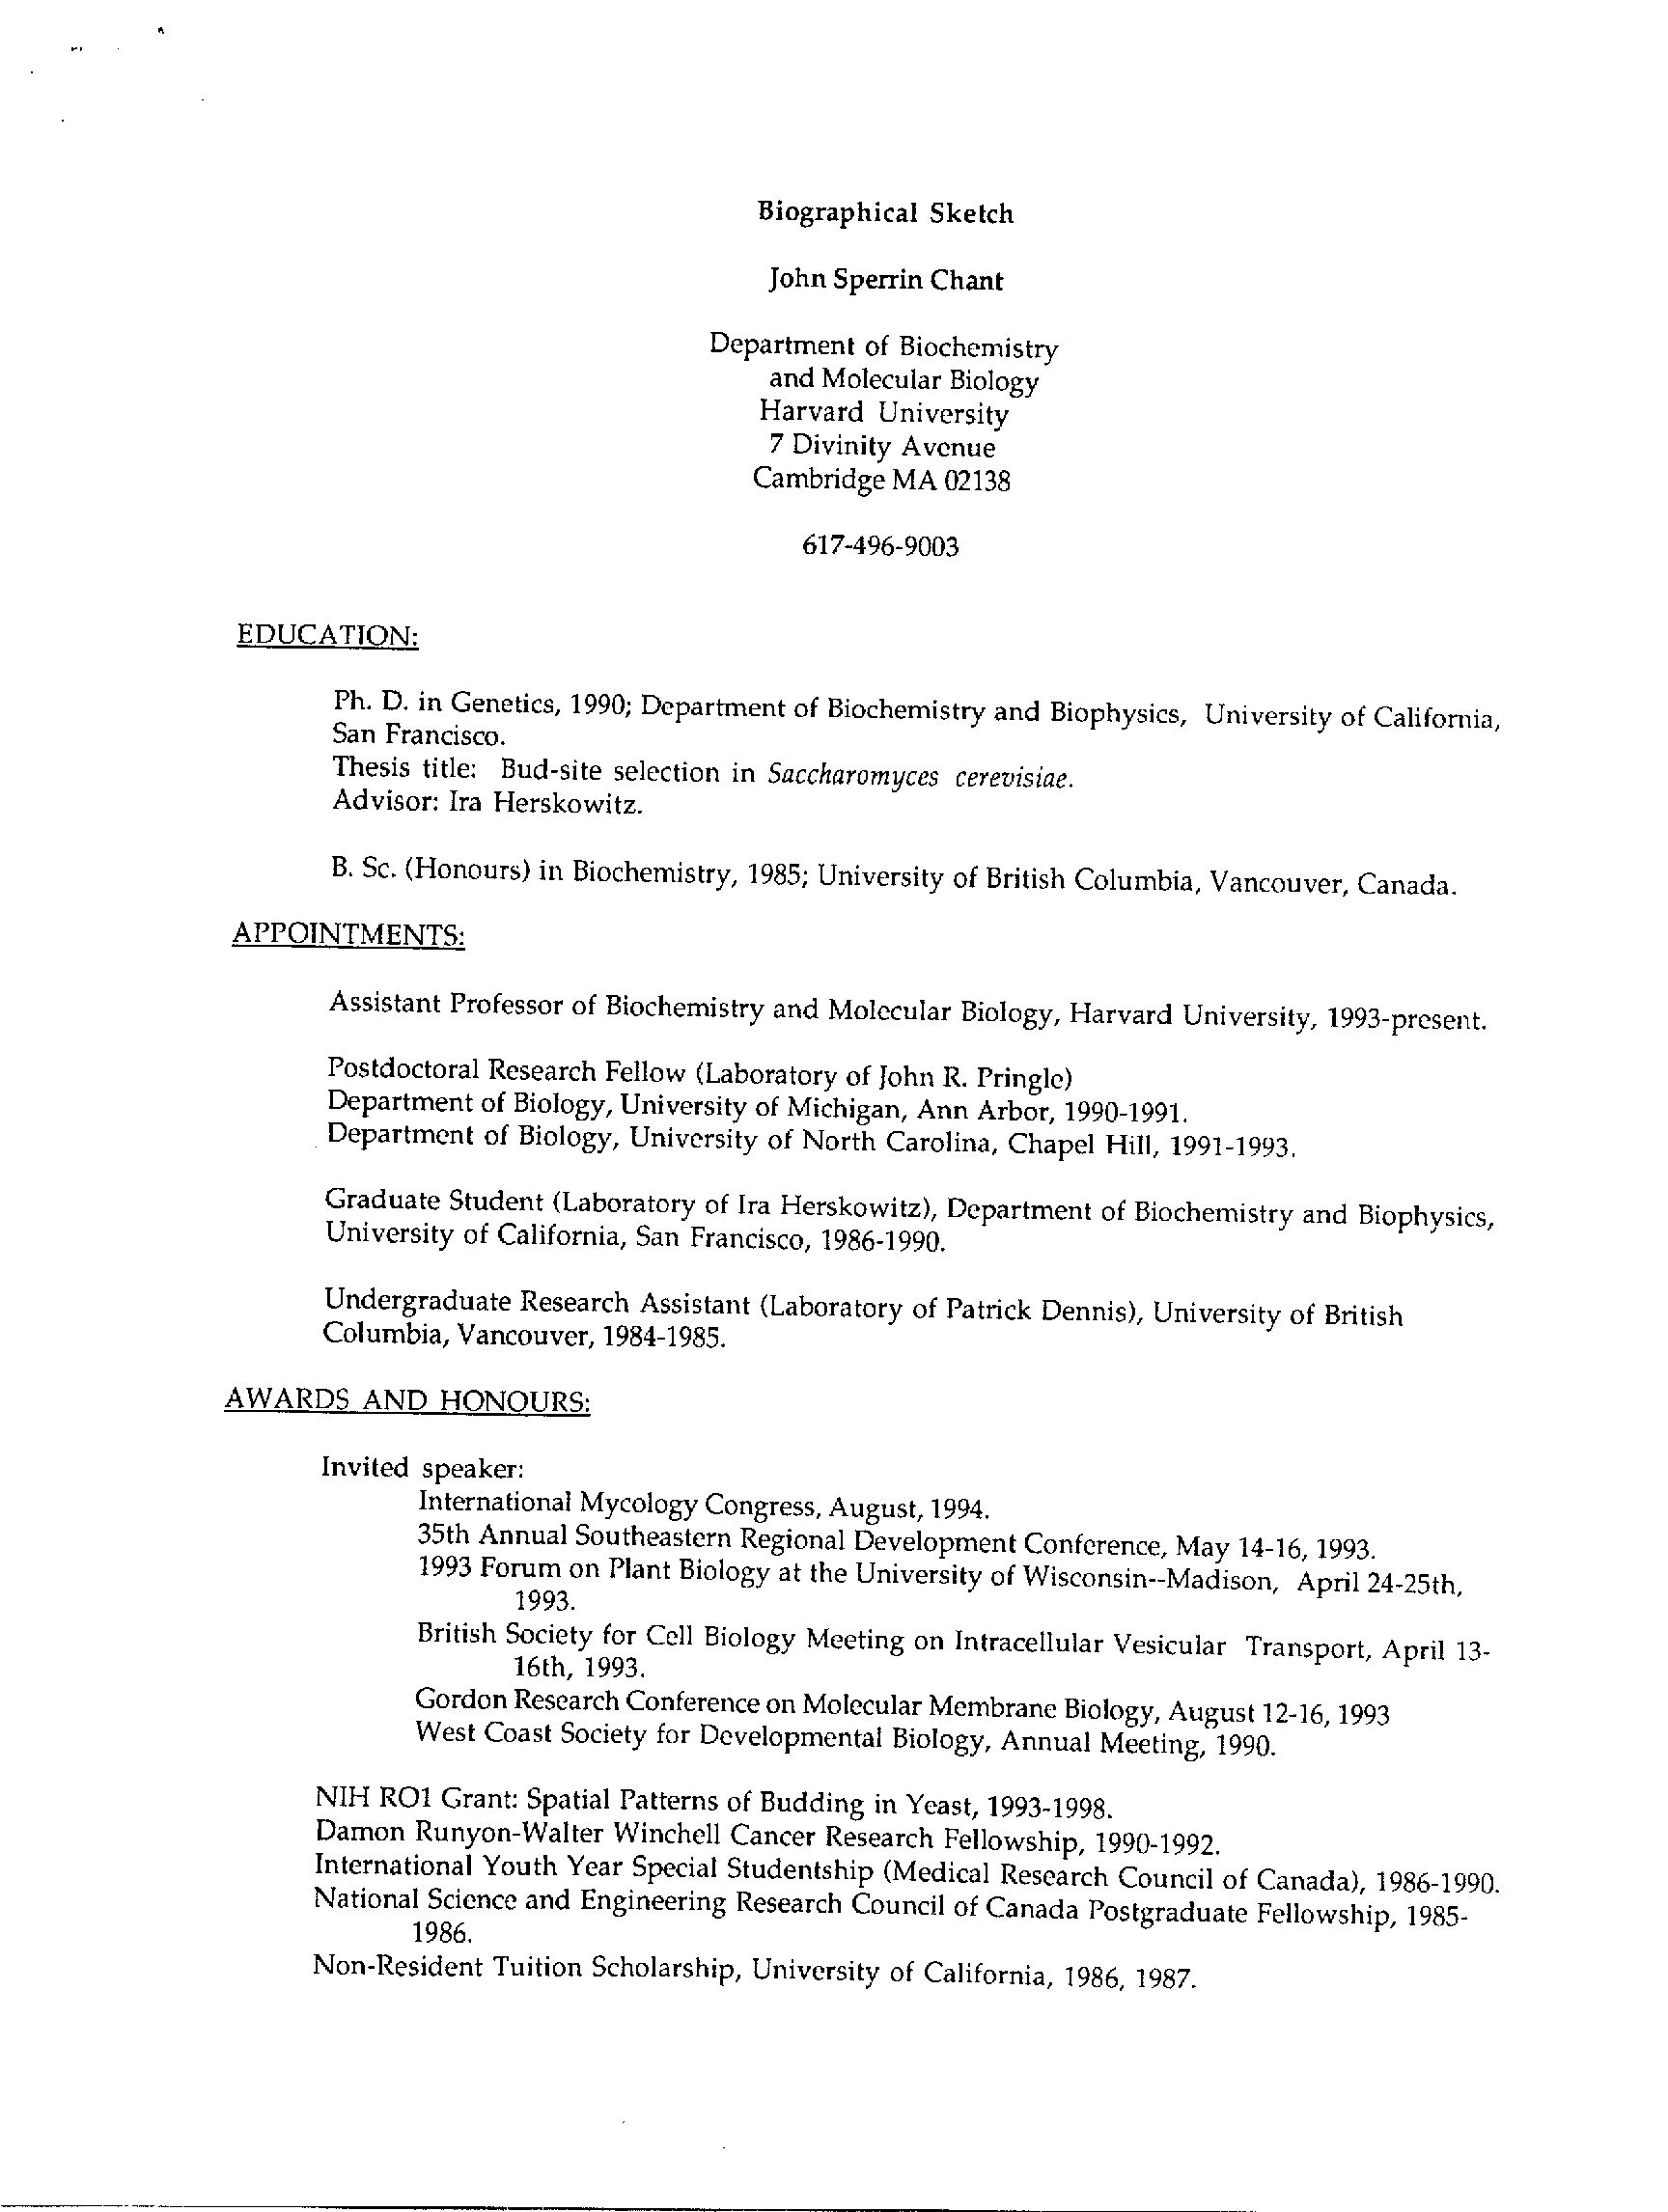 Biographical Sketch
John Sperrin Chant
Department of Biochemistry
and Molecular Biology
Harvard University
7 Divinity Avenue
Cambridge MA 02138
617-496-9003
EDUCATION:
Ph. D. in Genetics, 1990; Department of Biochemistry and Biophysics, University of California,
San Francisco.
Thesis title: Bud-site selection in Saccharomyces cerevisiae.
Advisor: Ira Herskowitz.
B. Sc. (Honours) in Biochemistry, 1985; University of British Columbia, Vancouver, Canada.
APPOINTMENTS:
Assistant Professor of Biochemistry and Molecular Biology, Harvard University, 1993-present.
Postdoctoral Research Fellow (Laboratory of John R. Pringle)
Department of Biology, University of Michigan, Ann Arbor, 1990-1991.
Department of Biology, University of North Carolina, Chapel Hill, 1991-1993.
Graduate Student (Laboratory of Ira Herskowitz), Department of Biochemistry and Biophysics,
University of California, San Francisco, 1986-1990.
Undergraduate Research Assistant (Laboratory of Patrick Dennis), University of British
Columbia, Vancouver, 1984-1985.
AWARDS AND HONOURS:
Invited speaker:
International Mycology Congress, August, 1994.
35th Annual Southeastern Regional Development Conference, May 14-16, 1993.
1993 Forum on Plant Biology at the University of Wisconsin--Madison, April 24-25th,
1993.
British Society for Cell Biology Meeting on Intracellular Vesicular Transport, April 13-
16th, 1993.
Gordon Research Conference on Molecular Membrane Biology, August 12-16, 1993
West Coast Society for Developmental Biology, Annual Meeting, 1990.
NIH RO1 Grant: Spatial Patterns of Budding in Yeast, 1993-1998.
Damon Runyon-Walter Winchell Cancer Research Fellowship, 1990-1992.
International Youth Year Special Studentship (Medical Research Council of Canada), 1986-1990.
National Science and Engineering Research Council of Canada Postgraduate Fellowship, 1985-
1986.
Non-Resident Tuition Scholarship, University of California, 1986, 1987.